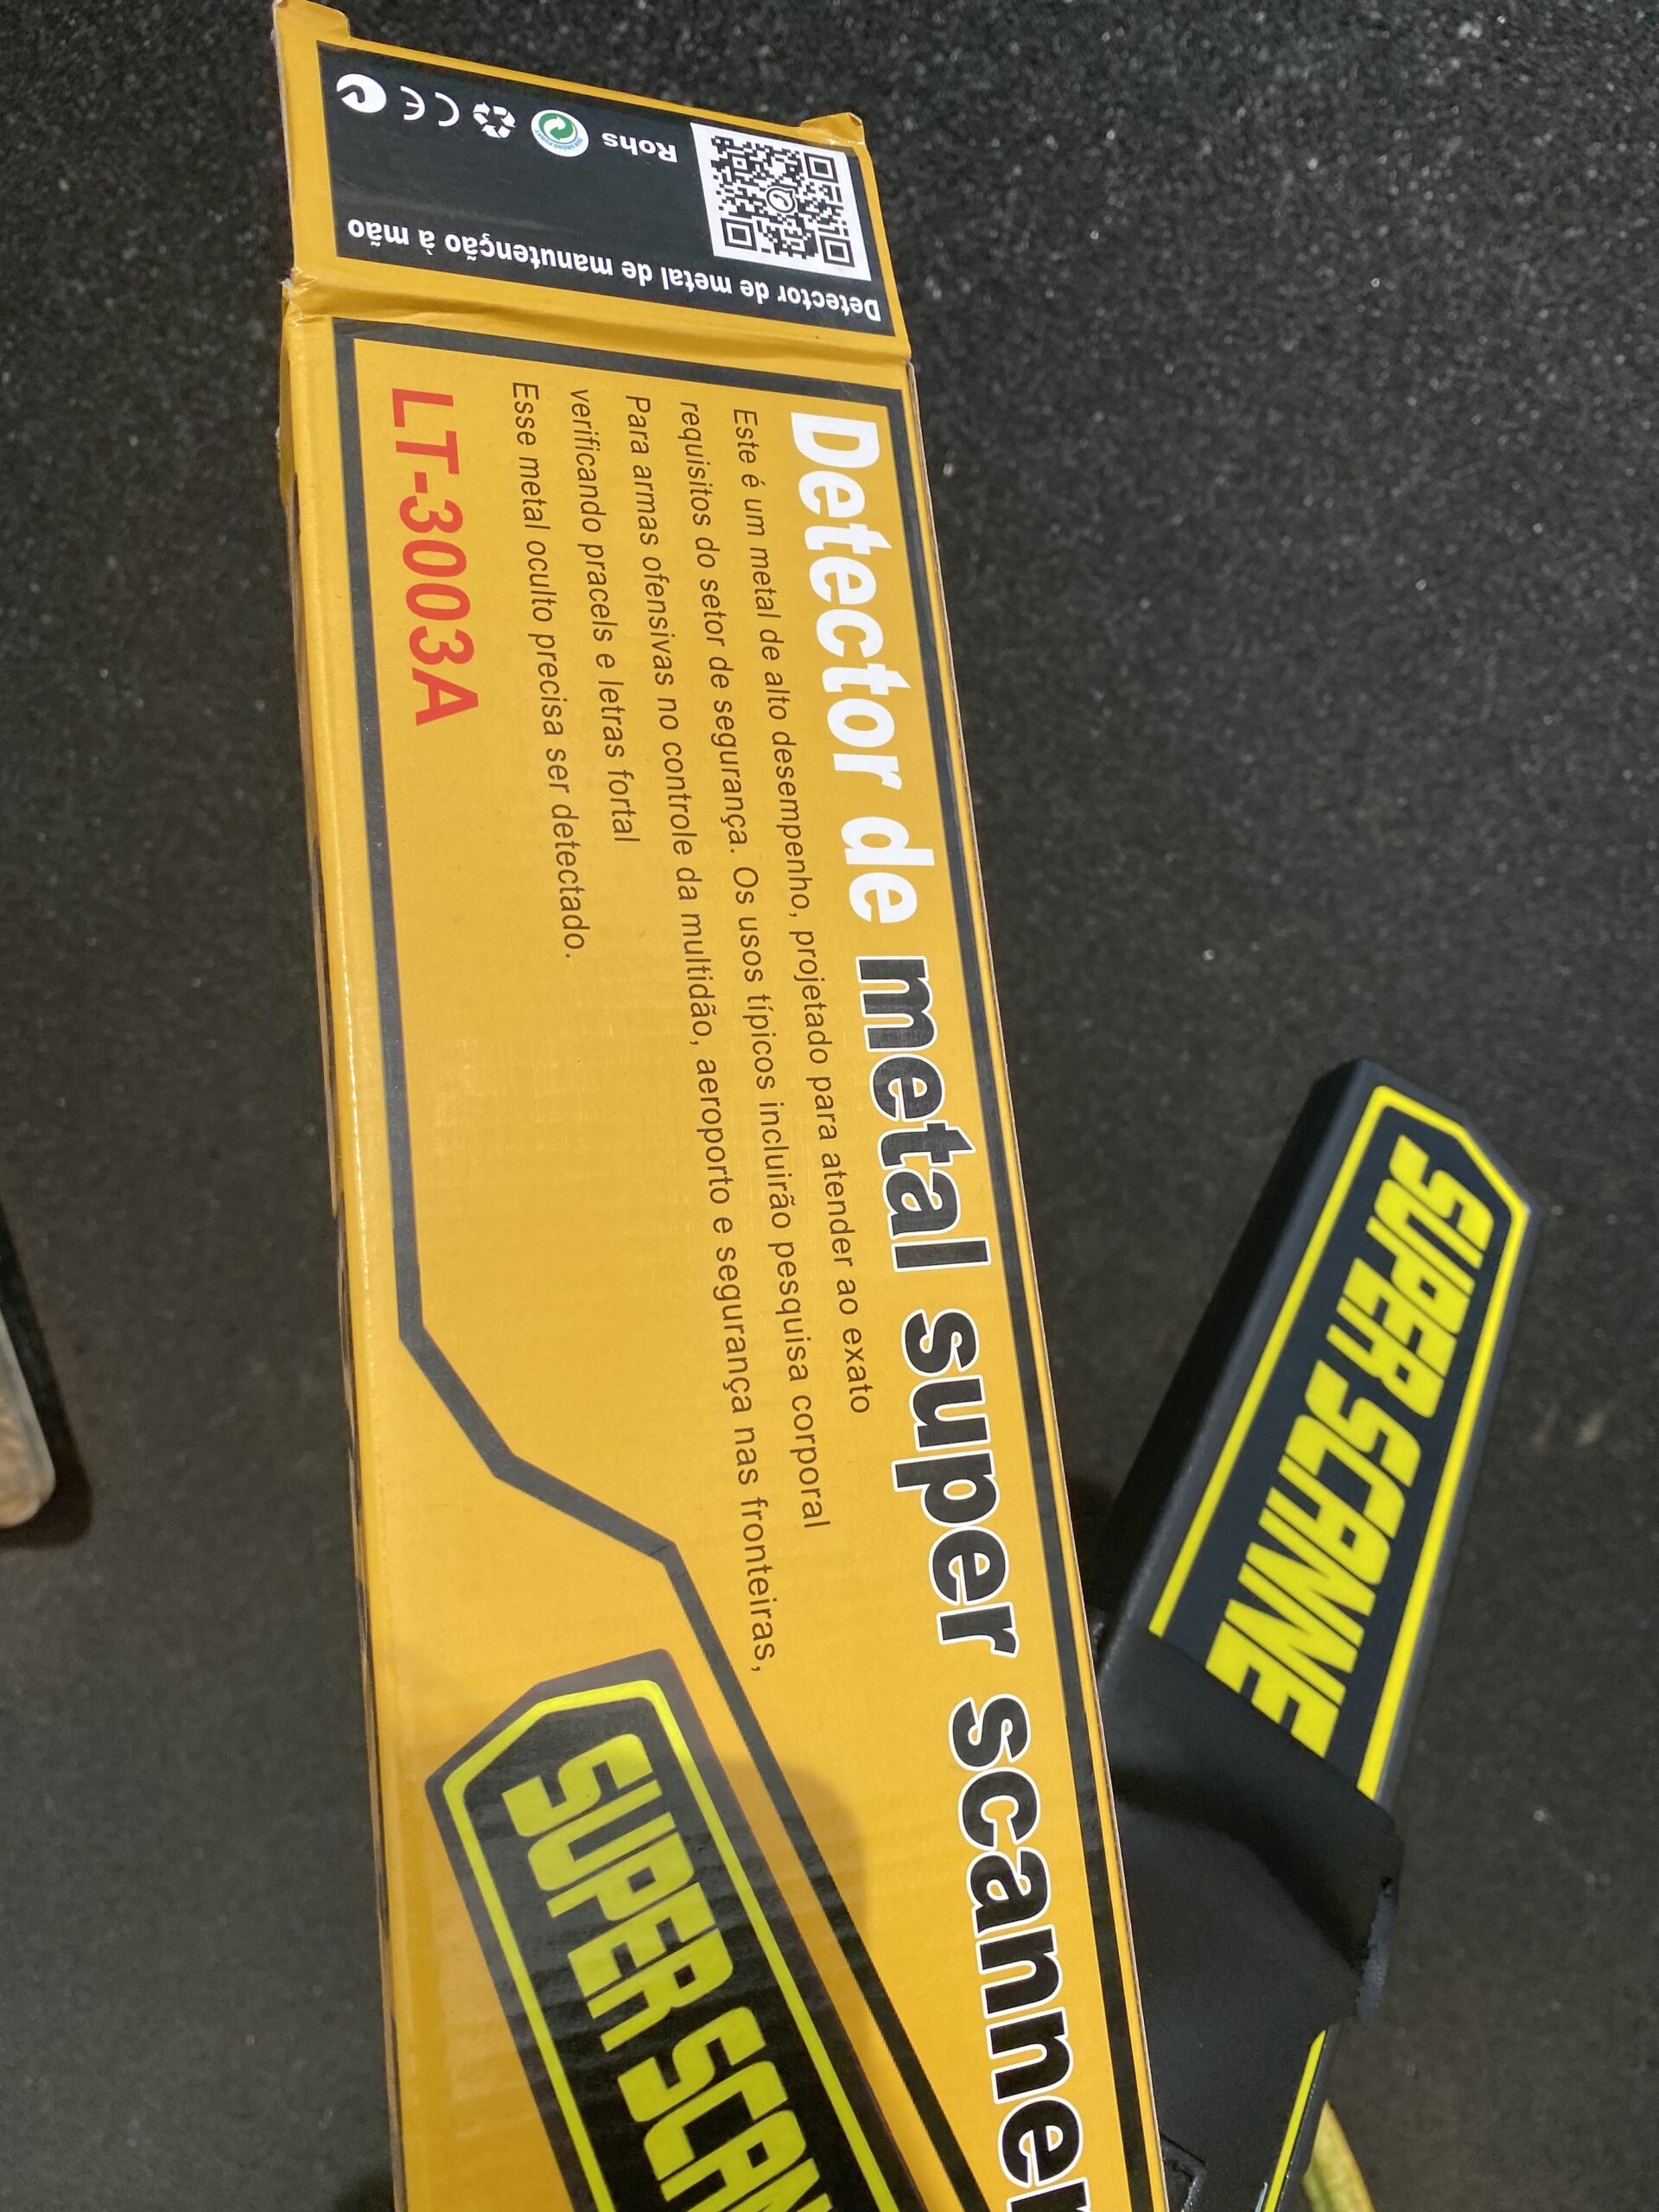 Detector de metal de manutenção à mão
Rohs
CE
Detector de metal super scanner
Este é um metal de alto desempenho, projetado para atender ao exato
requisitos do setor de segurança. Os usos típicos incluirão pesquisa corporal
Para armas ofensivas no controle da multidão, aeroporto e segurança nas fronteiras,
verificando pracels e letras fortal
Esse metal oculto precisa ser detectado.
LT-3003A
SUPER SCAN
SUPER SCANNE